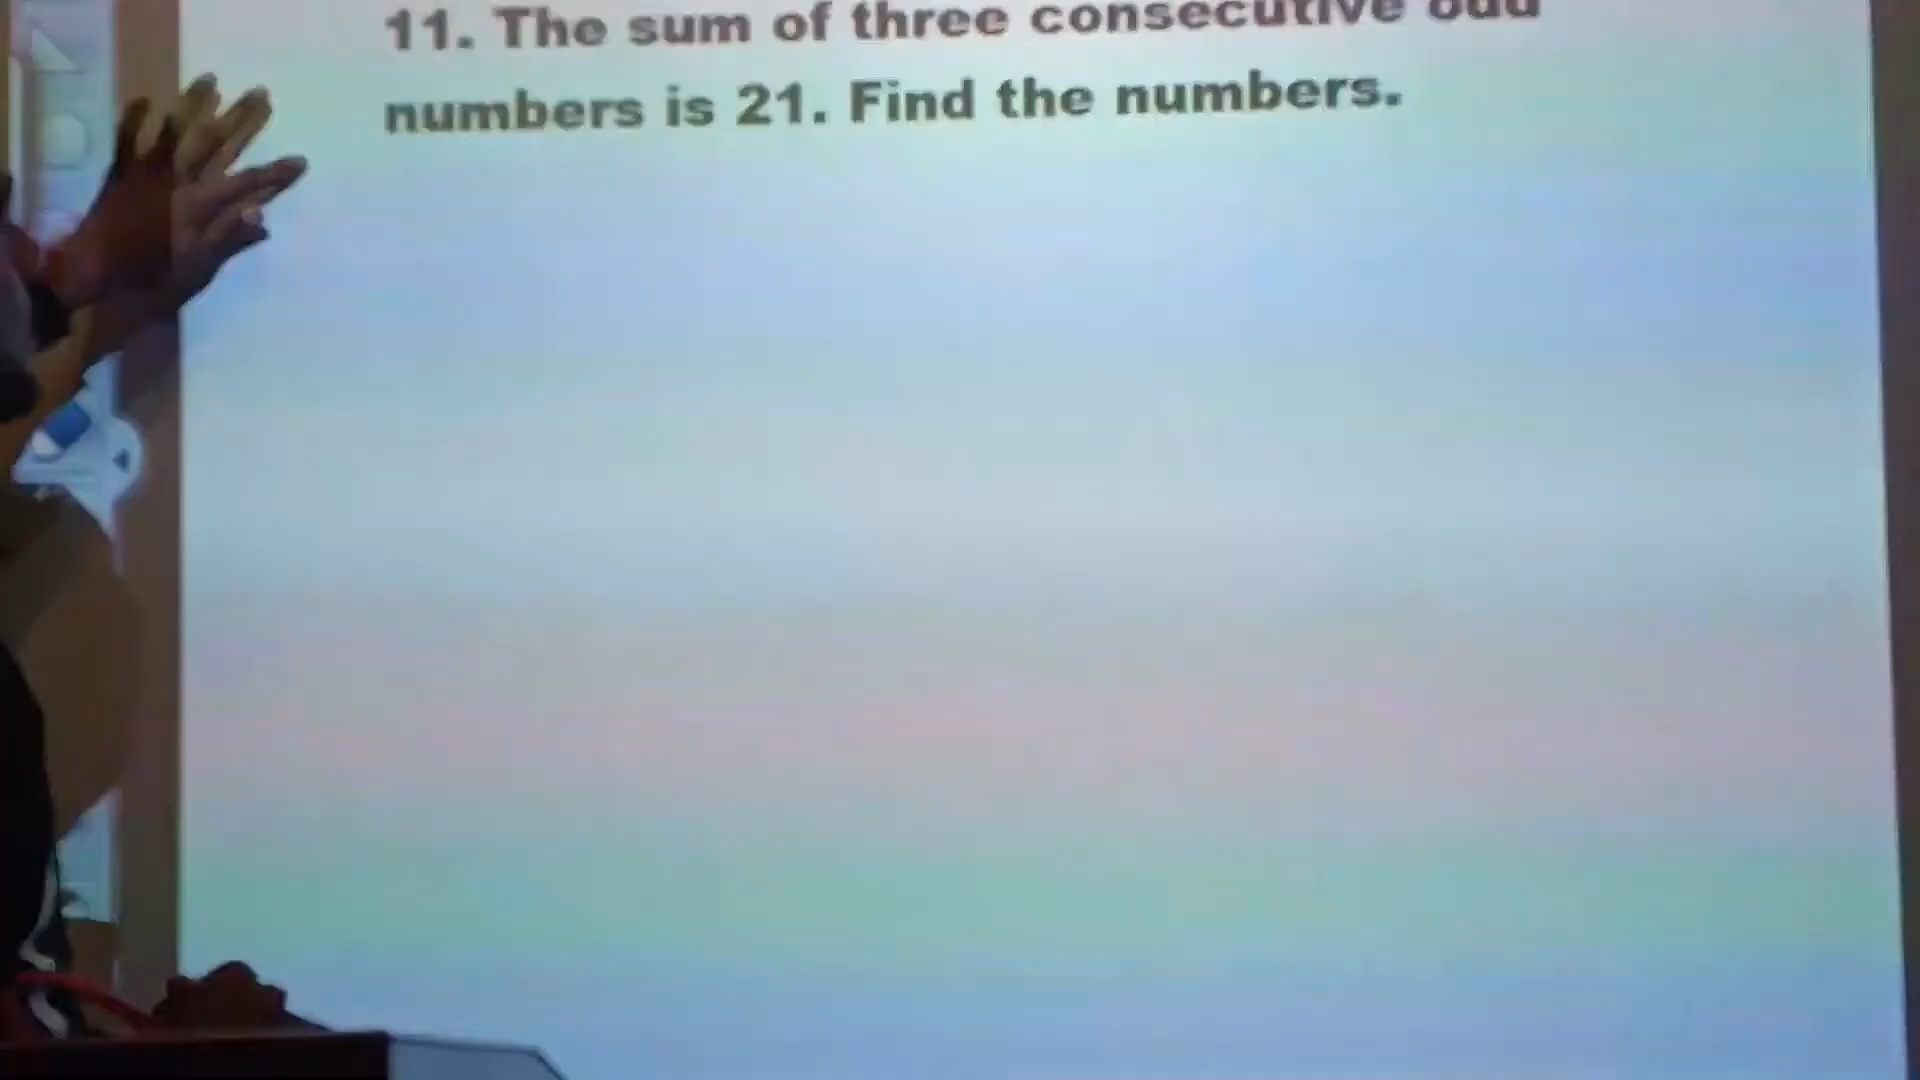 11. The sum of three consecutive odd
numbers is 21. Find the numbers.